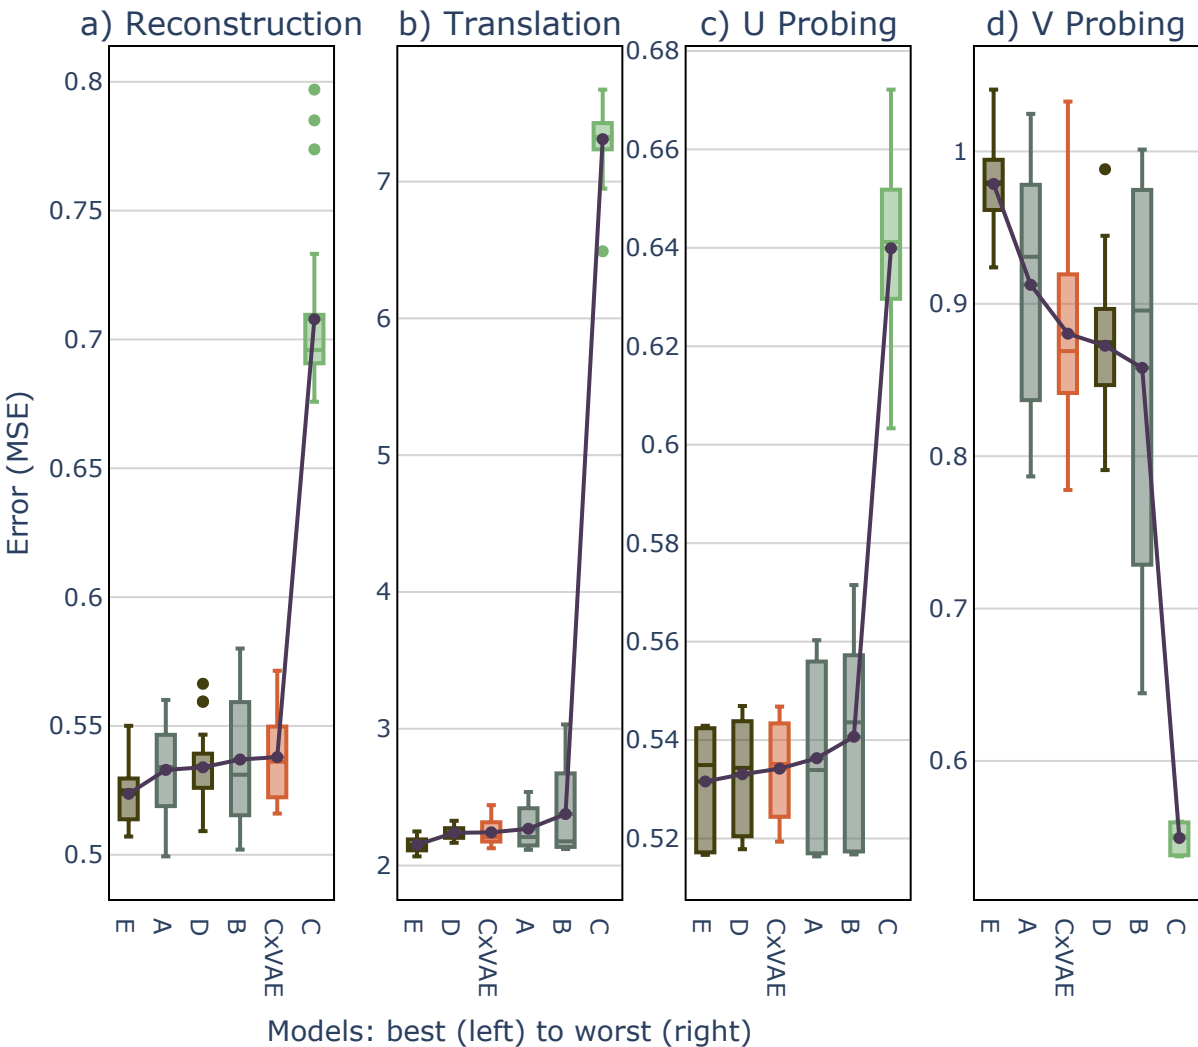 a) Reconstruction
b) Translation
c) U Probing
d) V Probing
Error (MSE)
0.8
0.75
0.7
0.65
0.6
0.55
0.5
E
A
D
B
CxVAE
C
7
6
5
4
3
2
E
D
CxVAE
A
B
C
0.68
0.66
0.64
0.62
0.6
0.58
0.56
0.54
0.52
E
D
CxVAE
A
B
C
1
0.9
0.8
0.7
0.6
E
A
CxVAE
D
B
C
Models: best (left) to worst (right)